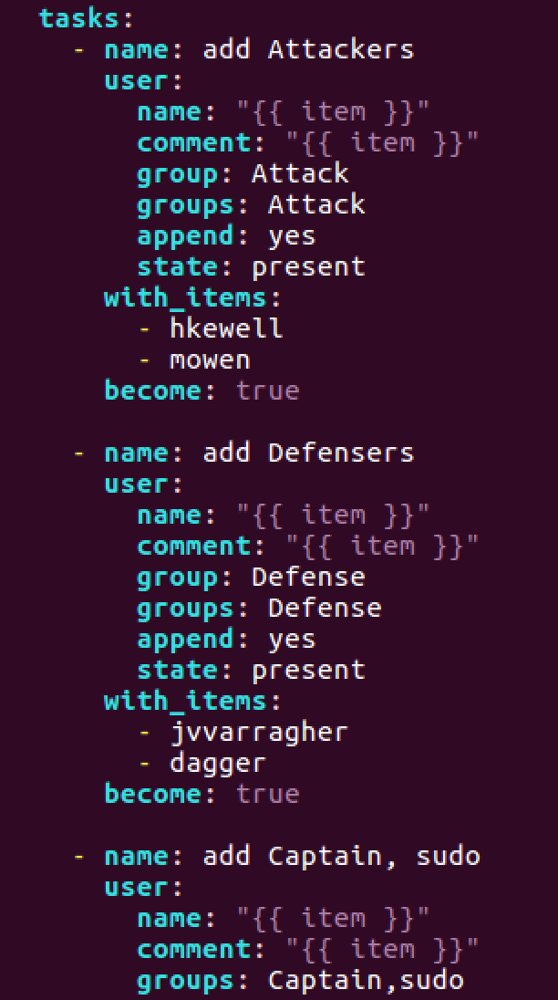 tasks:
- name: add Attackers
user:
name: "{{ item }}"
comment: "{{ item }}"
group: Attack
groups: Attack
append: yes
state: present
with_items:
- hkewell
- mowen
become: true
- name: add Defensers
user:
name: "{{ item }}"
comment: "{{ item }}"
group: Defense
groups: Defense
append: yes
state: present
with_items:
- jvvarragher
- dagger
become: true
- name: add Captain, sudo
user:
name: "{{ item }}"
comment: "{{ item }}"
groups: Captain,sudo